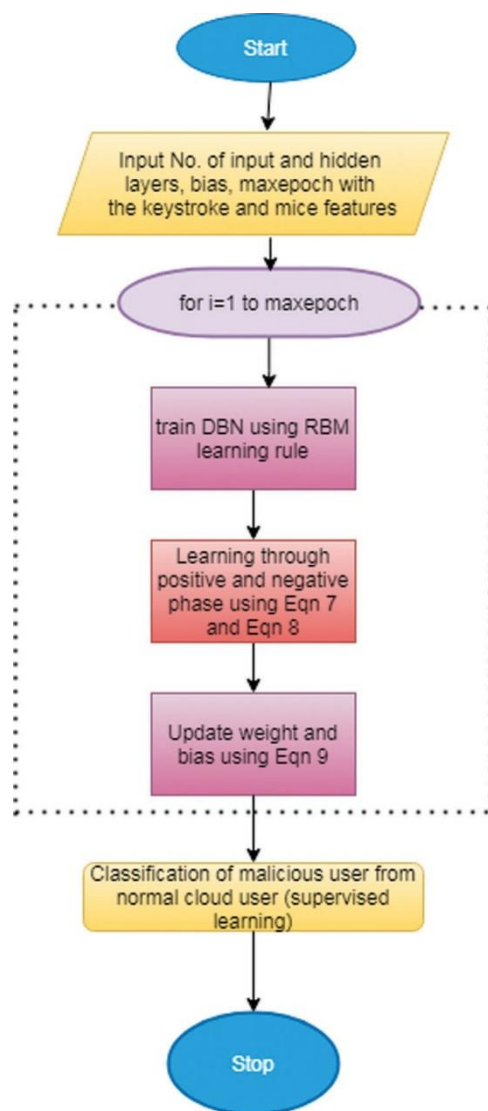 Start
Input No. of input and hidden
layers, bias, maxepoch with
the keystroke and mice features
for i=1 to maxepoch
train DBN using RBM
learning rule
Learning through
positive and negative
phase using Eqn 7
and Eqn 8
Update weight and
bias using Eqn 9
Classification of malicious user from
normal cloud user (supervised
learning)
Stop